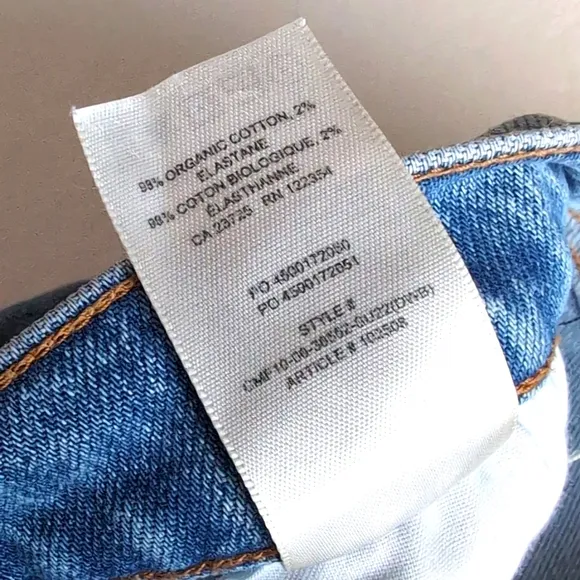 98% ORGANIC COTTON, 2%
ELASTANE
98% COTON BIOLOGIQUE, 2%
ÉLASTHANNE
CA 23725 RN 122354
PO 4500172050
PO 4500172051
STYLE #
ARTICLE #